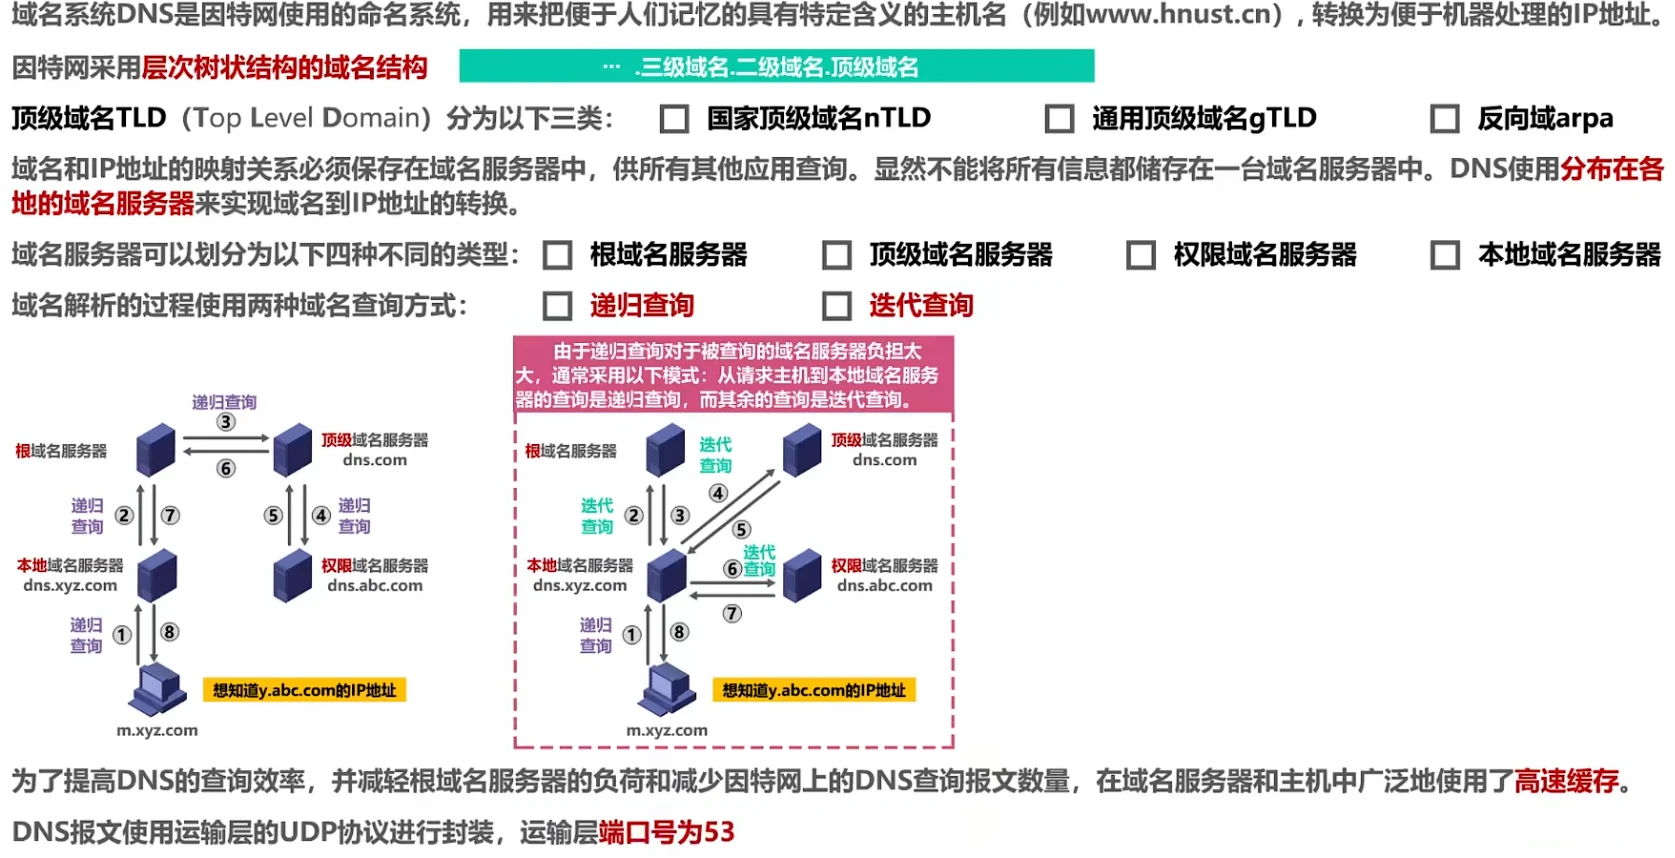 域名系统DNS是因特网使用的命名系统，用来把便于人们记忆的具有特定含义的主机名（例如www.hnust.cn）, 转换为便于机器处理的IP地址。
因特网采用层次树状结构的域名结构
… .三级域名.二级域名.顶级域名
顶级域名TLD（Top Level Domain）分为以下三类：
国家顶级域名nTLD
通用顶级域名gTLD
反向域arpa
域名和IP地址的映射关系必须保存在域名服务器中，供所有其他应用查询。显然不能将所有信息都储存在一台域名服务器中。DNS使用分布在各
地的域名服务器来实现域名到IP地址的转换。
域名服务器可以划分为以下四种不同的类型：
根域名服务器
顶级域名服务器
权限域名服务器
本地域名服务器
域名解析的过程使用两种域名查询方式：
递归查询
迭代查询
递归查询
③
根域名服务器
顶级域名服务器
dns.com
⑥
递归
查询
②
⑦
⑤
④
递归
查询
本地域名服务器
dns.xyz.com
权限域名服务器
dns.abc.com
递归
查询
①
⑧
想知道y.abc.com的IP地址
m.xyz.com
由于递归查询对于被查询的域名服务器负担太
大，通常采用以下模式：从请求主机到本地域名服务
器的查询是递归查询，而其余的查询是迭代查询。
根域名服务器
迭代
查询
顶级域名服务器
dns.com
迭代
查询
②
③
④
⑤
本地域名服务器
dns.xyz.com
迭代
查询
⑥
⑦
权限域名服务器
dns.abc.com
递归
查询
①
⑧
想知道y.abc.com的IP地址
m.xyz.com
为了提高DNS的查询效率，并减轻根域名服务器的负荷和减少因特网上的DNS查询报文数量，在域名服务器和主机中广泛地使用了高速缓存。
DNS报文使用运输层的UDP协议进行封装，运输层端口号为53